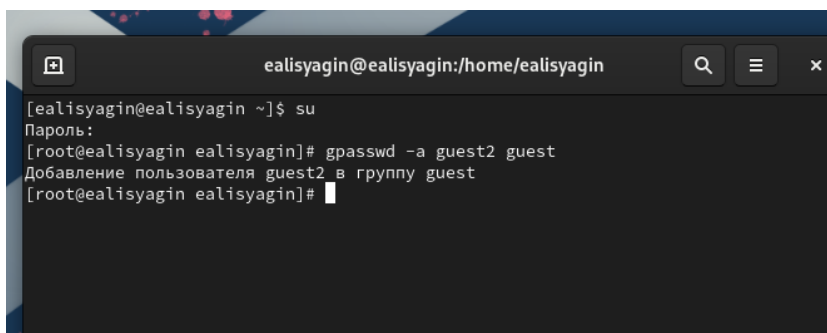 ealisyagin@ealisyagin:/home/ealisyagin
[ealisyagin@ealisyagin ~]$ su
Пароль:
[root@ealisyagin ealisyagin]# gpasswd -a guest2 guest
Добавление пользователя guest2 в группу guest
[root@ealisyagin ealisyagin]#